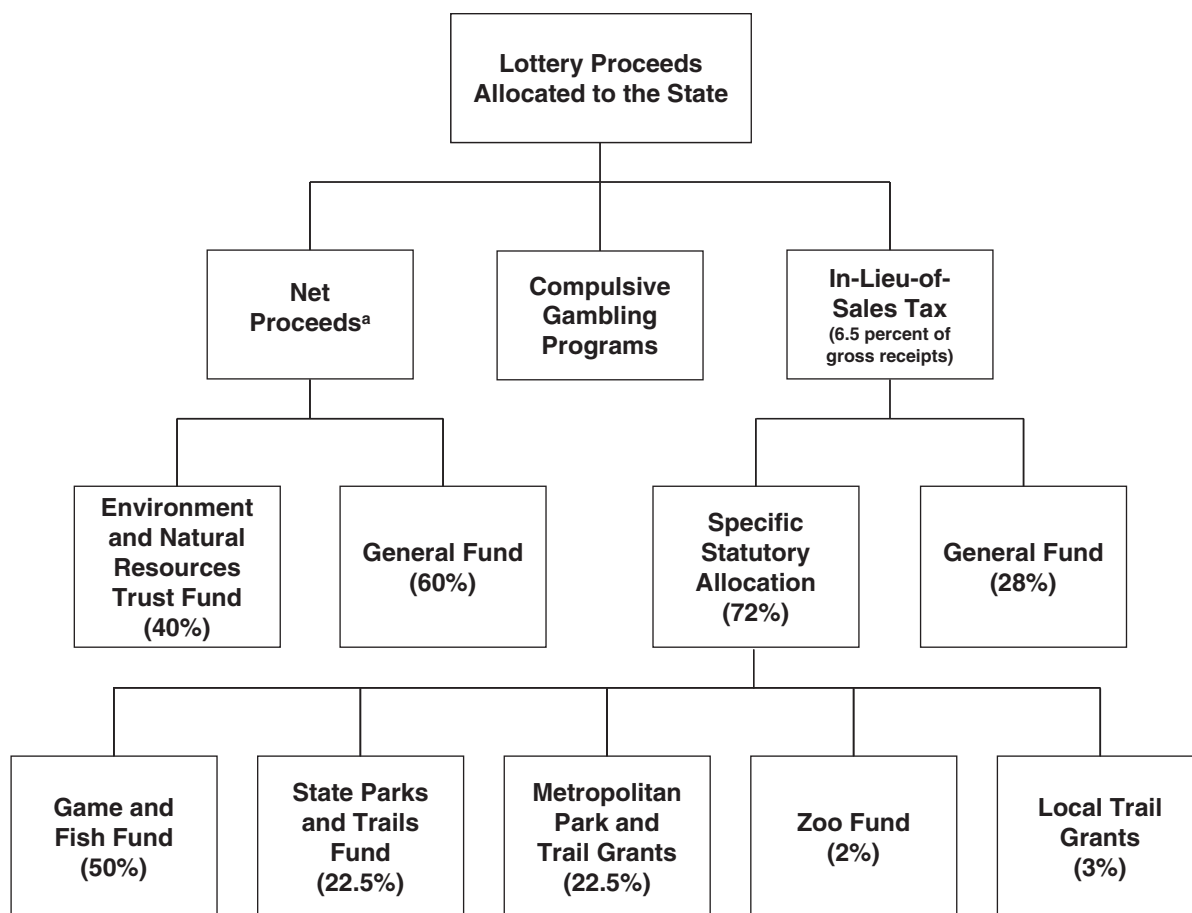 Lottery Proceeds
Allocated to the State
Net
Proceedsᵃ
Compulsive
Gambling
Programs
In-Lieu-of-
Sales Tax
(6.5 percent of
gross receipts)
Environment
and Natural
Resources
Trust Fund
(40%)
General Fund
(60%)
Specific
Statutory
Allocation
(72%)
General Fund
(28%)
Game and
Fish Fund
(50%)
State Parks
and Trails
Fund
(22.5%)
Metropolitan
Park and
Trail Grants
(22.5%)
Zoo Fund
(2%)
Local Trail
Grants
(3%)